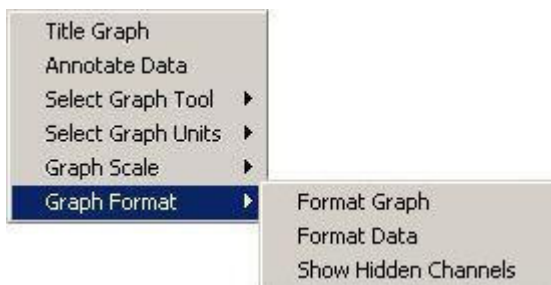 Title Graph
Annotate Data
Select Graph Tool
Select Graph Units
Graph Scale
Graph Format
Format Graph
Format Data
Show Hidden Channels